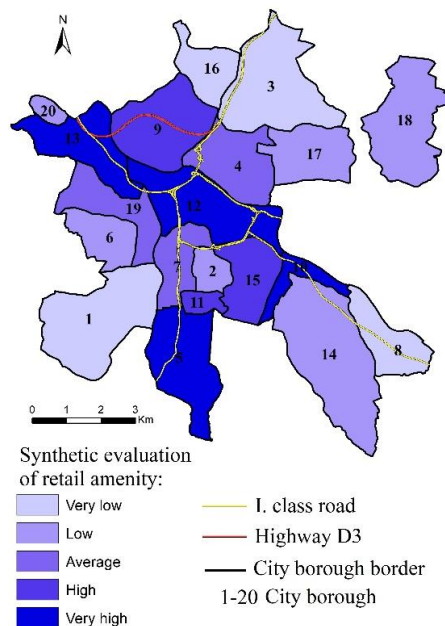 N
16
3
20
18
9
13
17
4
12
19
6
7
2
15
11
1
14
8
0 1 2 3
Km
Synthetic evaluation
of retail amenity:
Very low
Low
Average
High
Very high
I. class road
Highway D3
City borough border
1-20 City borough